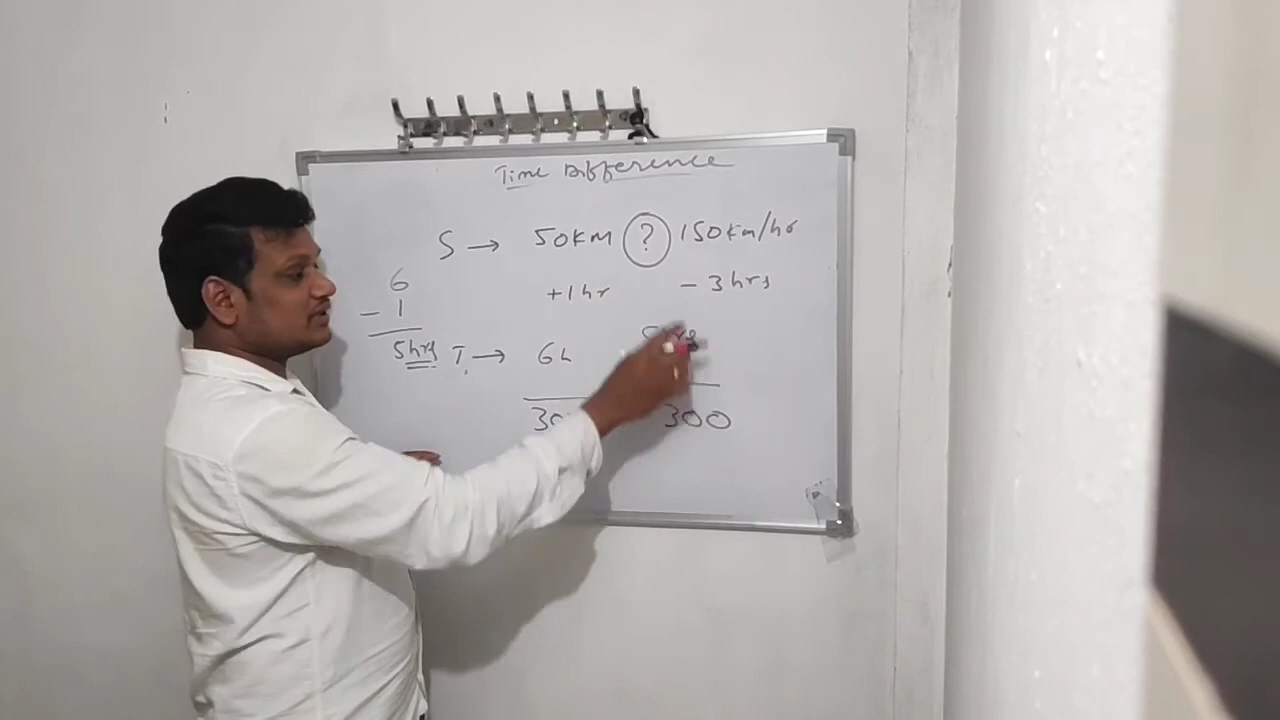 Time Difference
S → 50KM ? 150km/hr
6
+1hr - 3hrs
- 1
5hrs T. → 6h
300